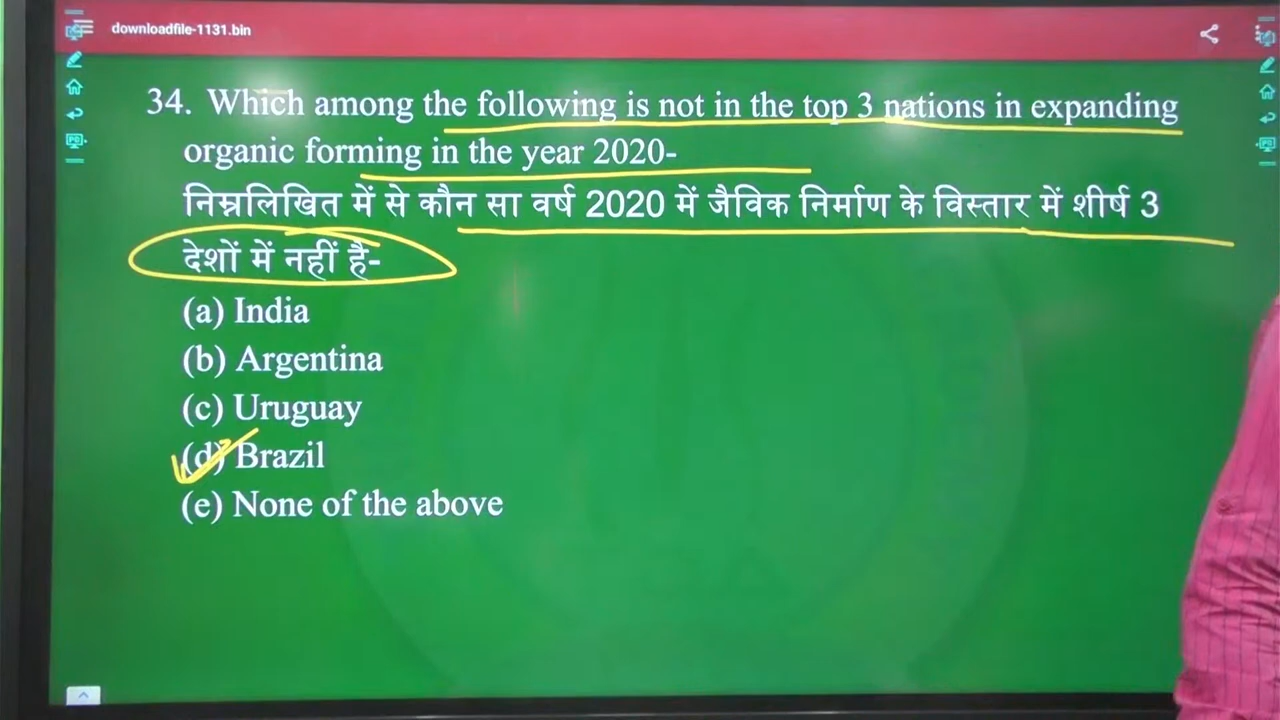 downloadfile-1131.bin
34. Which among the following is not in the top 3 nations in expanding
organic forming in the year 2020-
निम्नलिखित में से कौन सा वर्ष 2020 में जैविक निर्माण के विस्तार में शीर्ष 3
देशों में नहीं है-
(a) India
(b) Argentina
(c) Uruguay
(d) Brazil
(e) None of the above